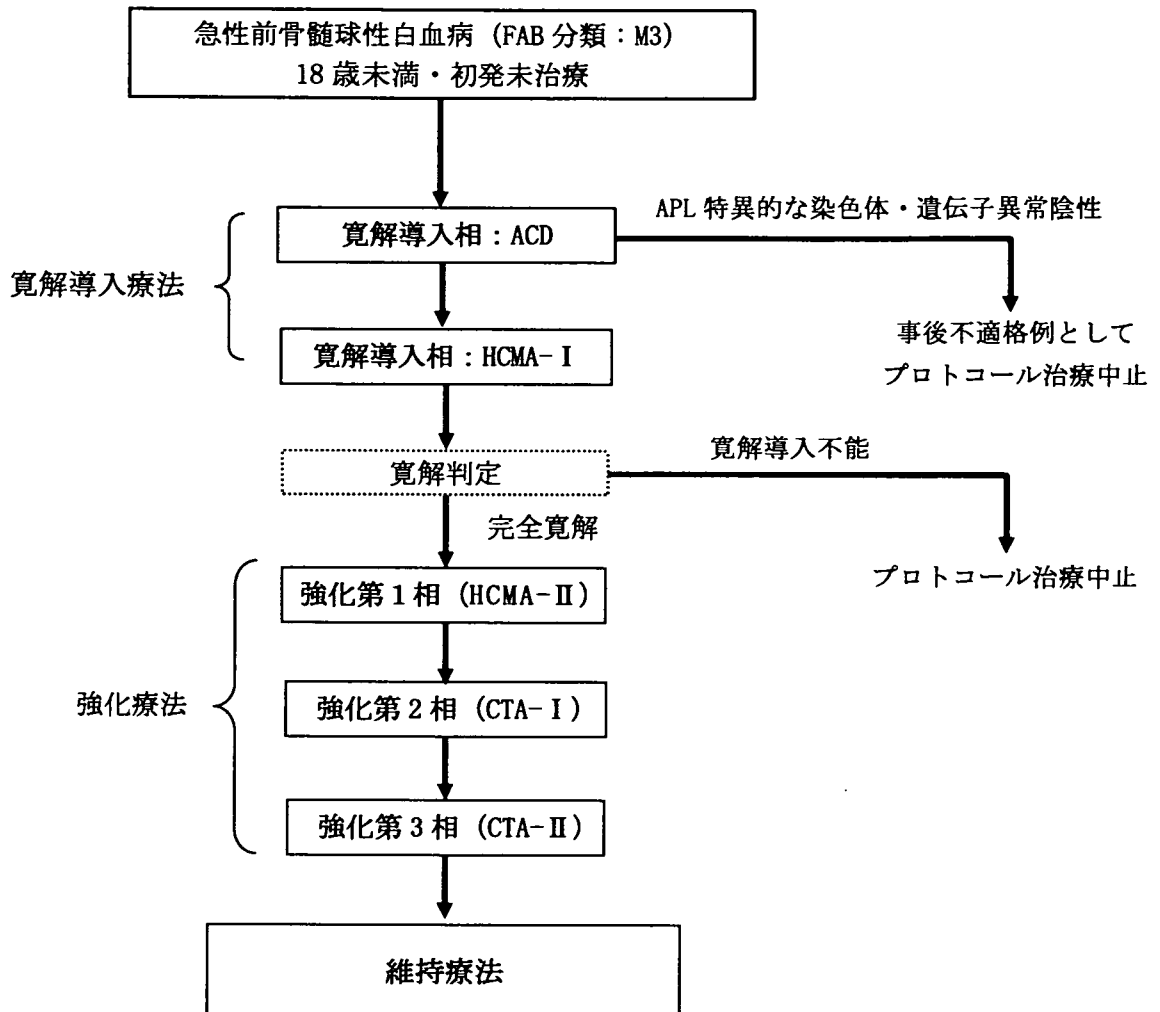 急性前骨髄球性白血病（FAB 分類：M3）
18 歳未満・初発未治療
APL 特異的な染色体・遺伝子異常陰性
寛解導入相：ACD
寛解導入療法
事後不適格例として
プロトコール治療中止
寛解導入相：HCMA-Ⅰ
寛解導入不能
寛解判定
完全寛解
プロトコール治療中止
強化第１相（HCMA-Ⅱ）
強化療法
強化第２相（CTA-Ⅰ）
強化第３相（CTA-Ⅱ）
維持療法